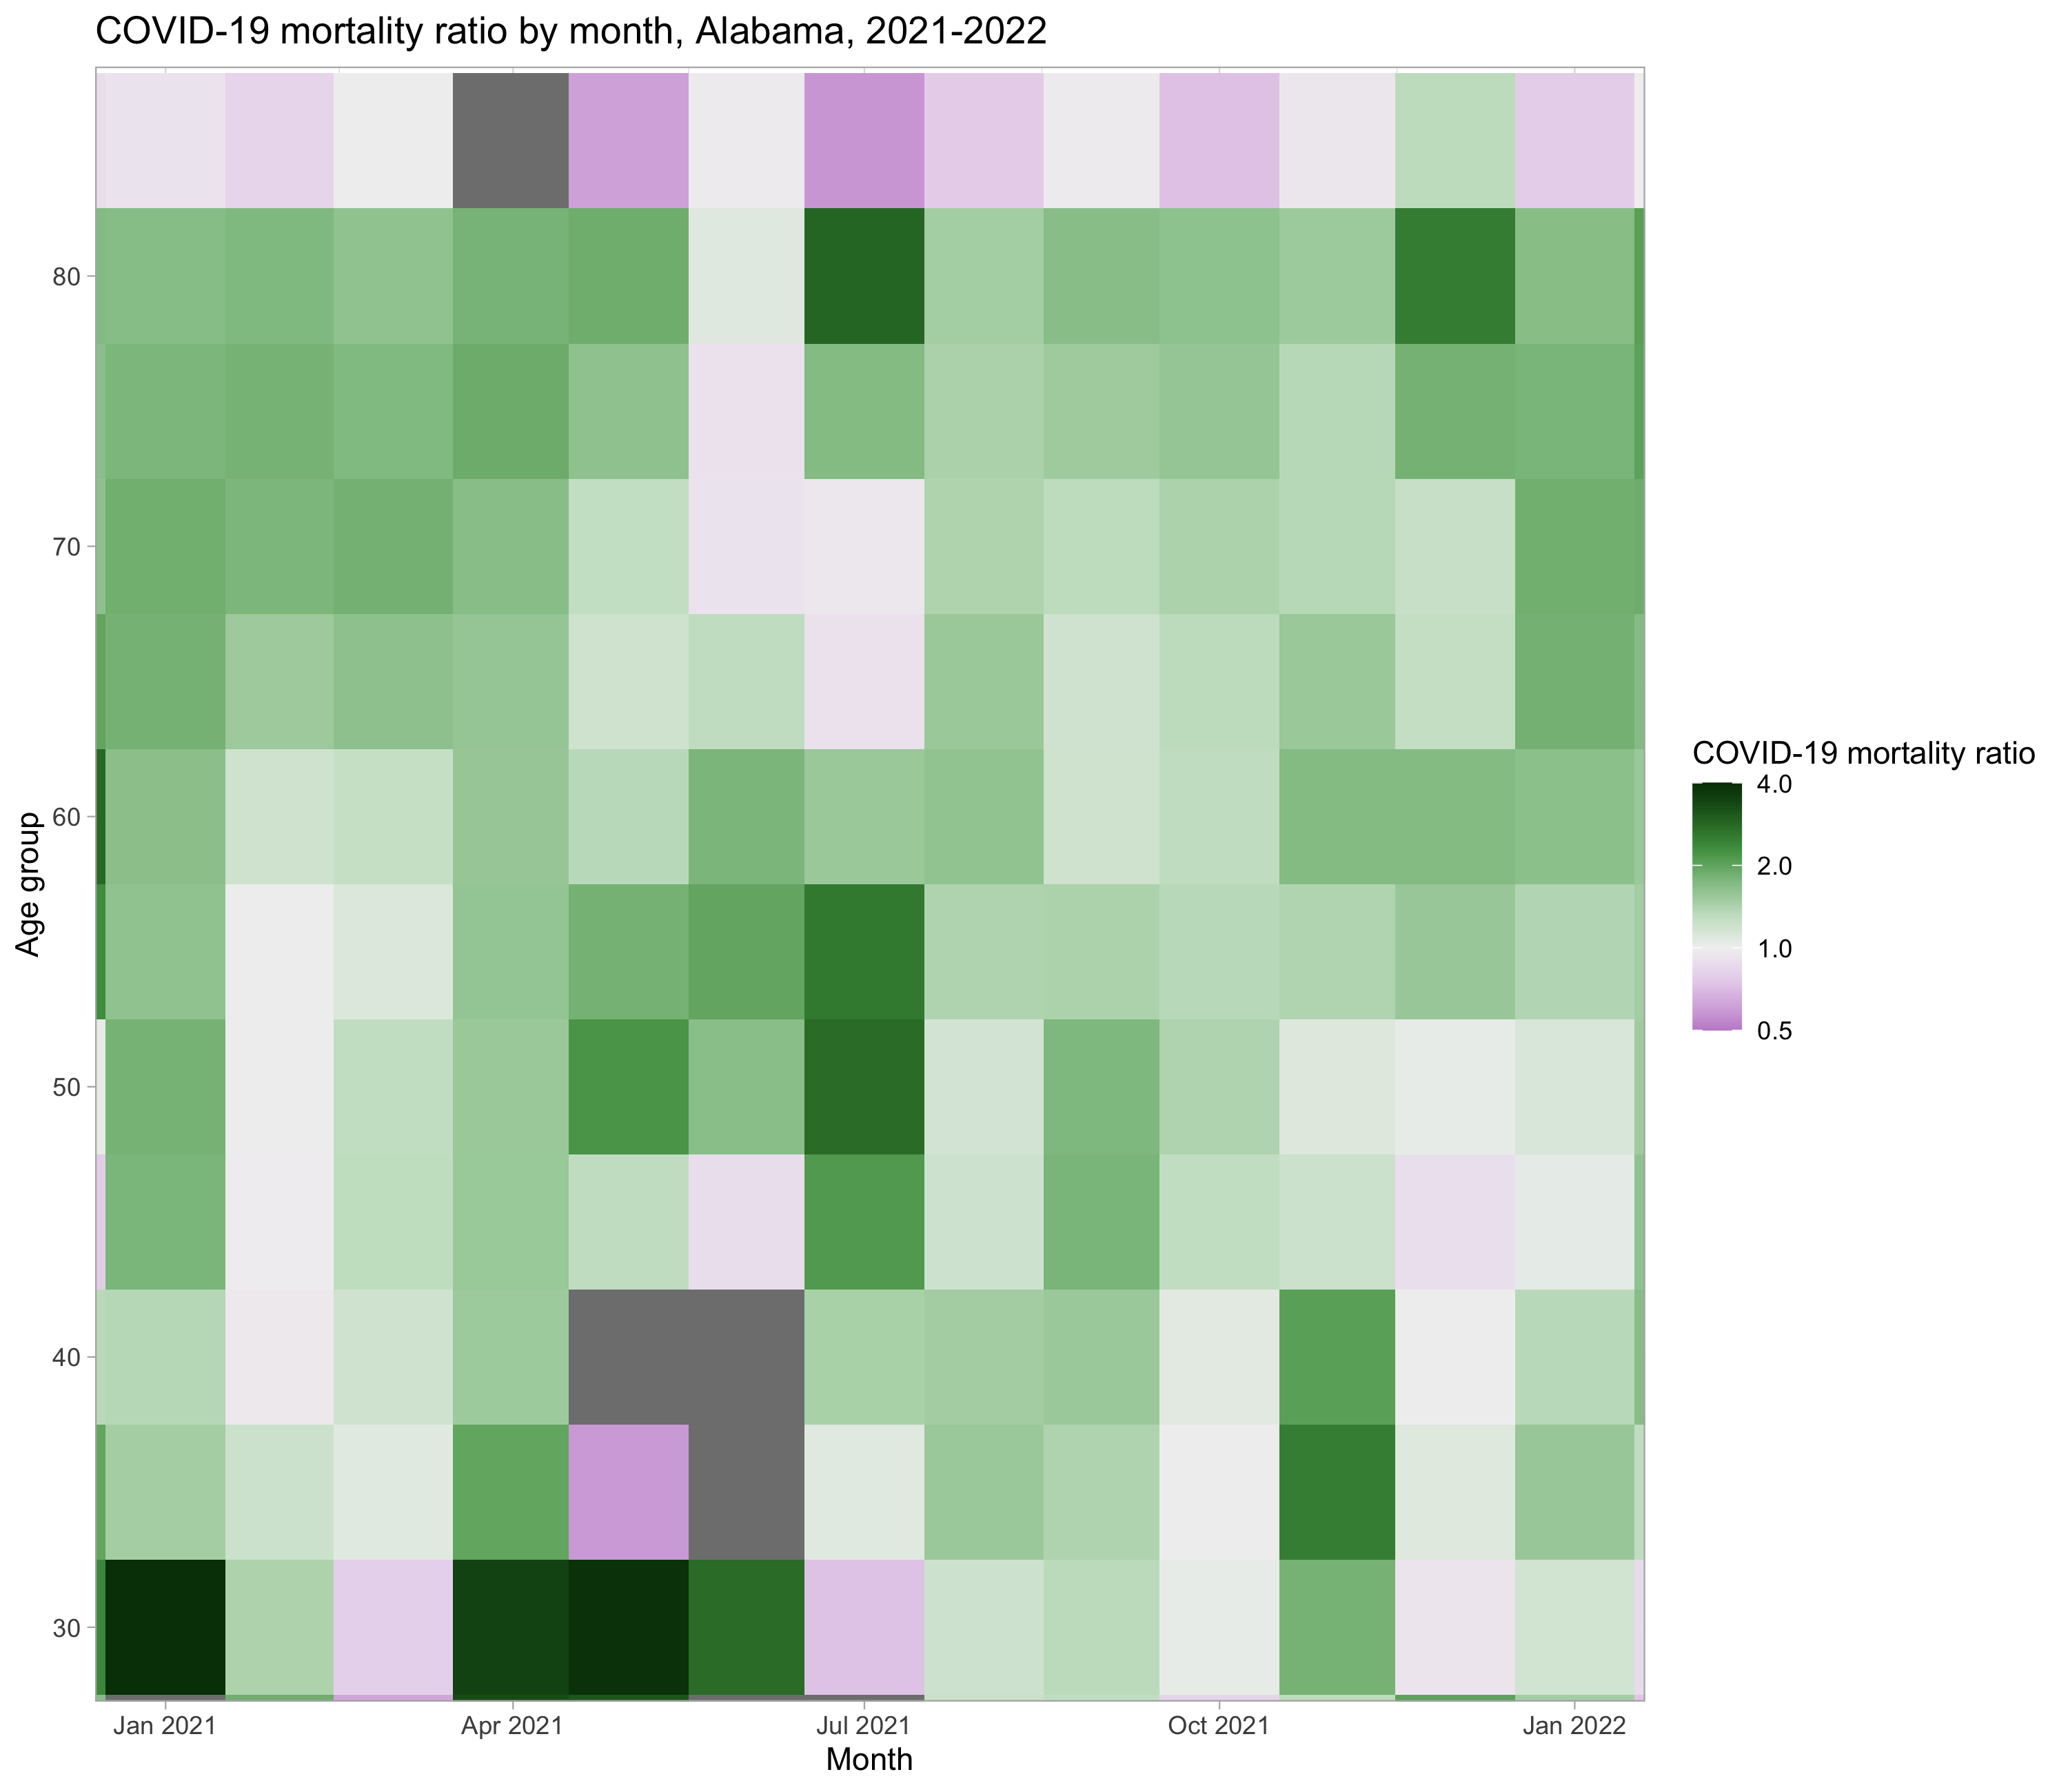 COVID-19 mortality ratio by month, Alabama, 2021-2022
80
70
60
50
40
30
Age group
Jan 2021
Apr 2021
Jul 2021
Oct 2021
Jan 2022
Month
COVID-19 mortality ratio
4.0
2.0
1.0
0.5